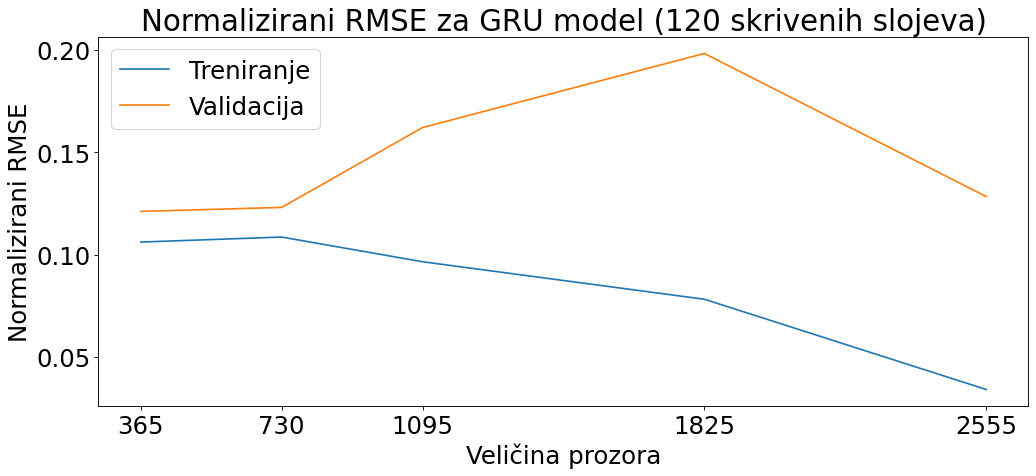 Normalizirani RMSE za GRU model (120 skrivenih slojeva)
Treniranje
Validacija
Normalizirani RMSE
0.20
0.15
0.10
0.05
365 730 1095 1825 2555
Veličina prozora